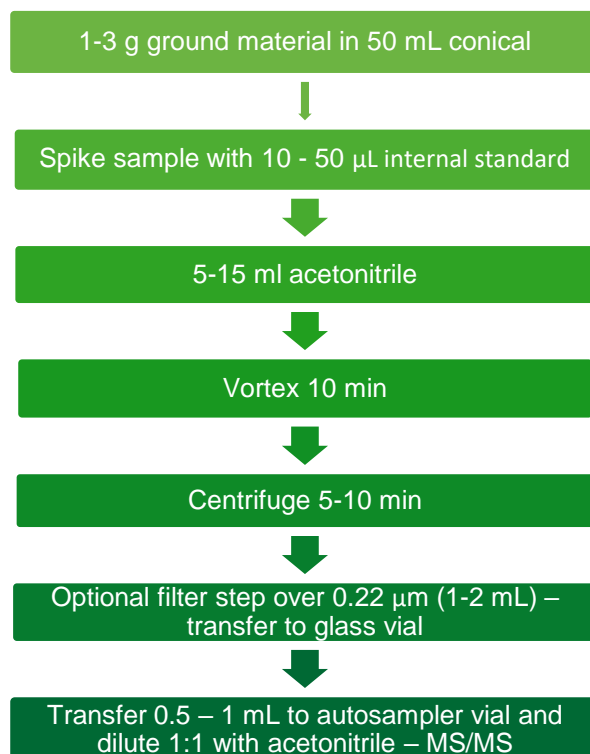 1-3 g ground material in 50 mL conical
Spike sample with 10 - 50 µL internal standard
5-15 ml acetonitrile
Vortex 10 min
Centrifuge 5-10 min
Optional filter step over 0.22 µm (1-2 mL) –
transfer to glass vial
Transfer 0.5 – 1 mL to autosampler vial and
dilute 1:1 with acetonitrile – MS/MS